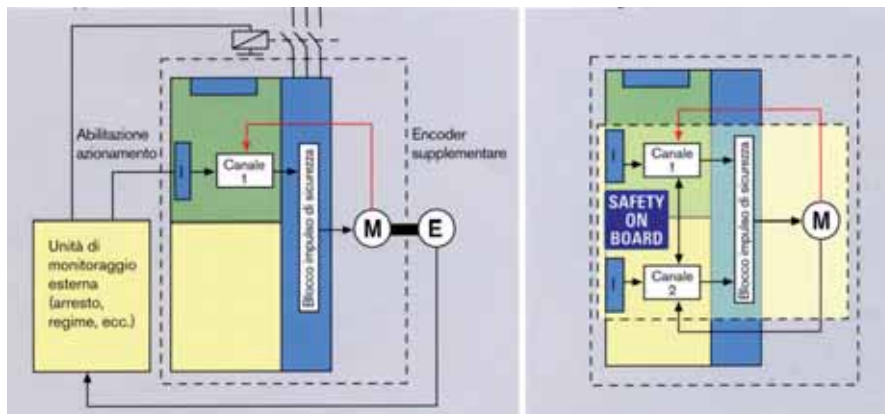 Abilitazione
azionamento
I
Canale
1
Blocco impulso di sicurezza
Encoder
supplementare
M
E
Unità di
monitoraggio
esterna
(arresto,
regime, ecc.)
I
Canale
1
SAFETY
ON
BOARD
I
Canale
2
Blocco impulso di sicurezza
M